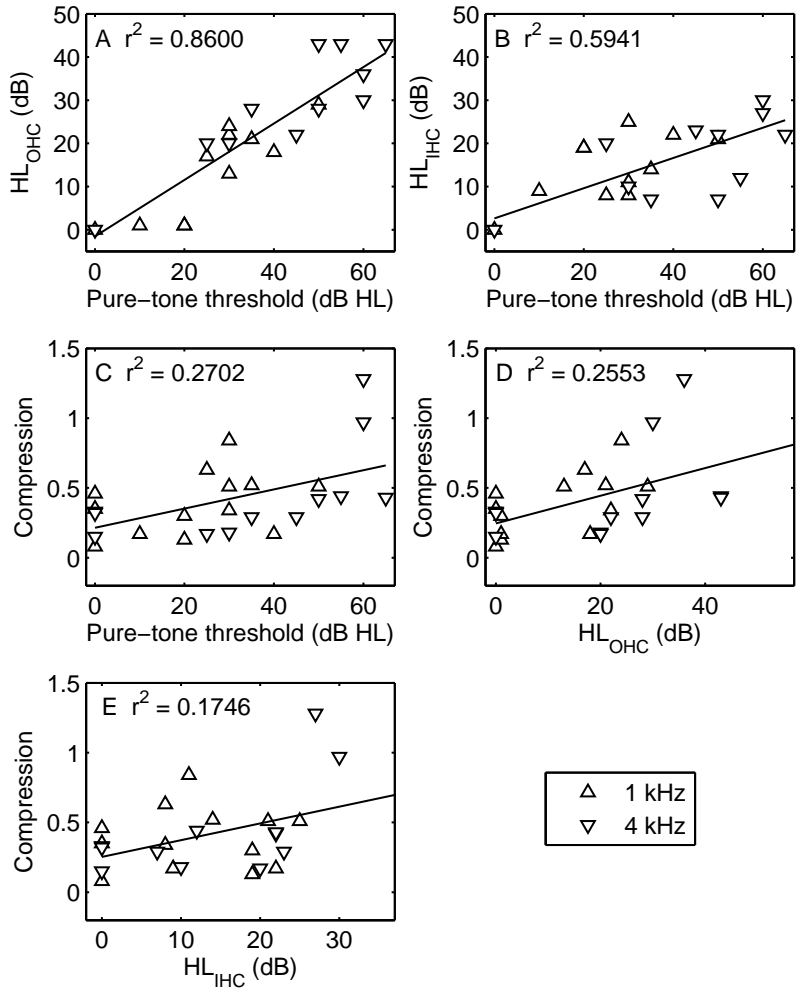 A r² = 0.8600
50
40
30
20
10
0
HL_OHC (dB)
0 20 40 60
Pure−tone threshold (dB HL)
B r² = 0.5941
50
40
30
20
10
0
HL_IHC (dB)
0 20 40 60
Pure−tone threshold (dB HL)
C r² = 0.2702
1.5
1
0.5
0
Compression
0 20 40 60
Pure−tone threshold (dB HL)
D r² = 0.2553
1.5
1
0.5
0
Compression
0 20 40
HL_OHC (dB)
E r² = 0.1746
1.5
1
0.5
0
Compression
0 10 20 30
HL_IHC (dB)
1 kHz
4 kHz